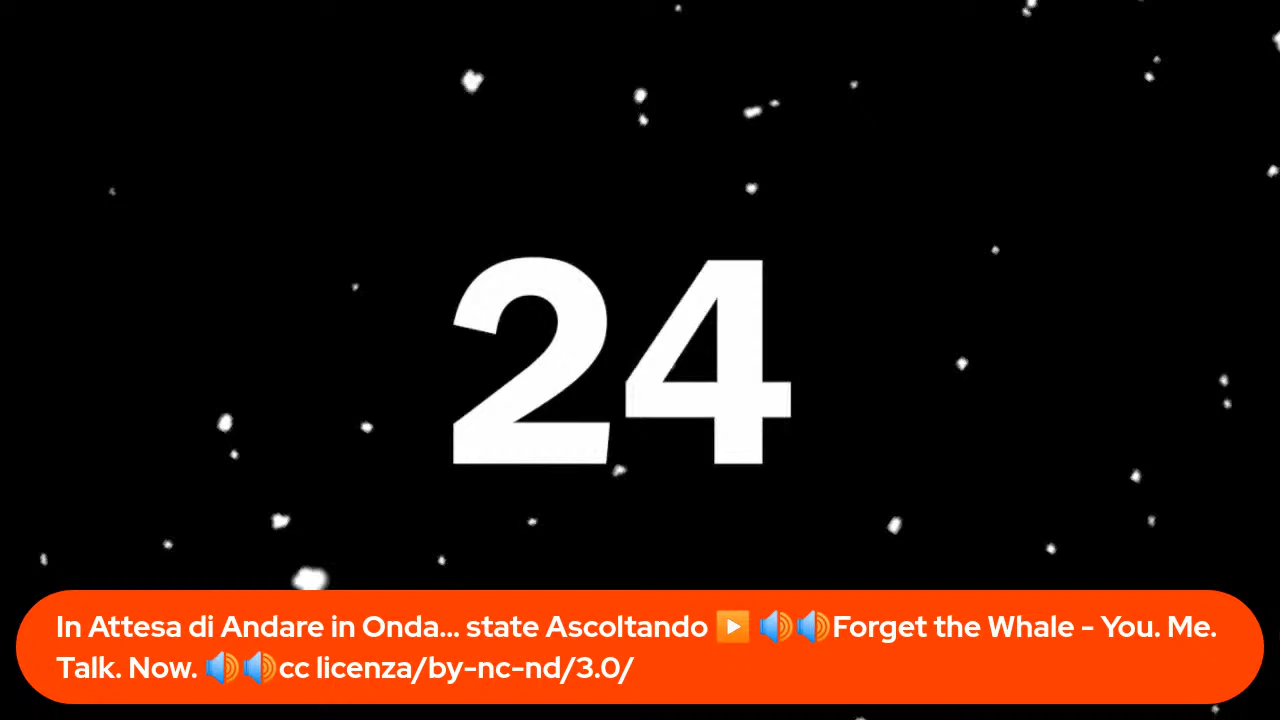 24
In Attesa di Andare in Onda... state Ascoltando ▶️ 🔊🔊Forget the Whale - You. Me.
Talk. Now. 🔊🔊cc licenza/by-nc-nd/3.0/